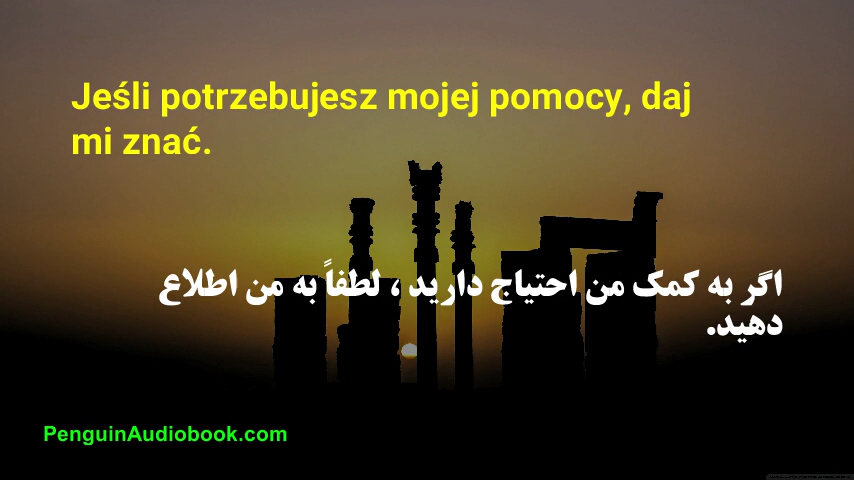 Jeśli potrzebujesz mojej pomocy, daj
mi znać.
اگر به کمک من احتیاج دارید ، لطفاً به من اطلاع
دهید.
PenguinAudiobook.com